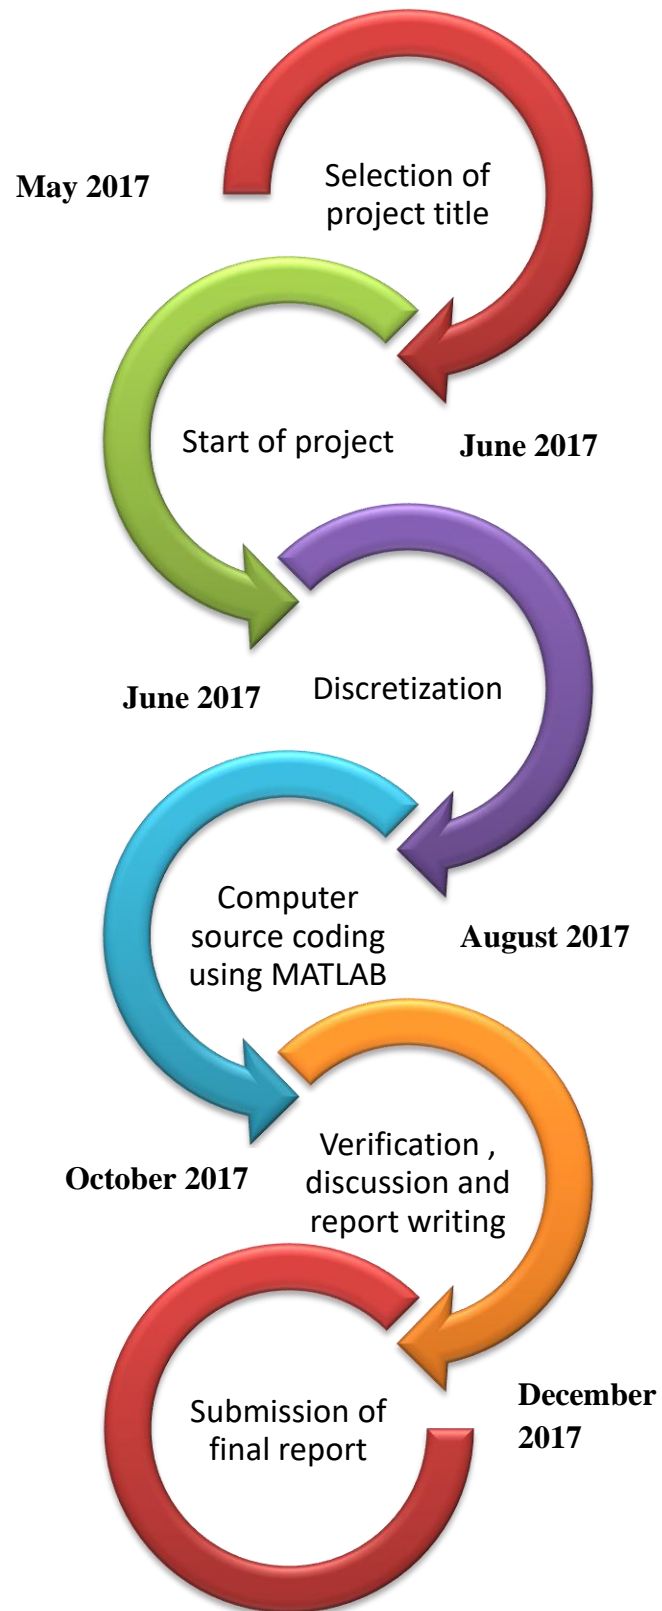 May 2017
Selection of
project title
Start of project
June 2017
June 2017
Discretization
Computer
source coding
using MATLAB
August 2017
October 2017
Verification ,
discussion and
report writing
December
2017
Submission of
final report